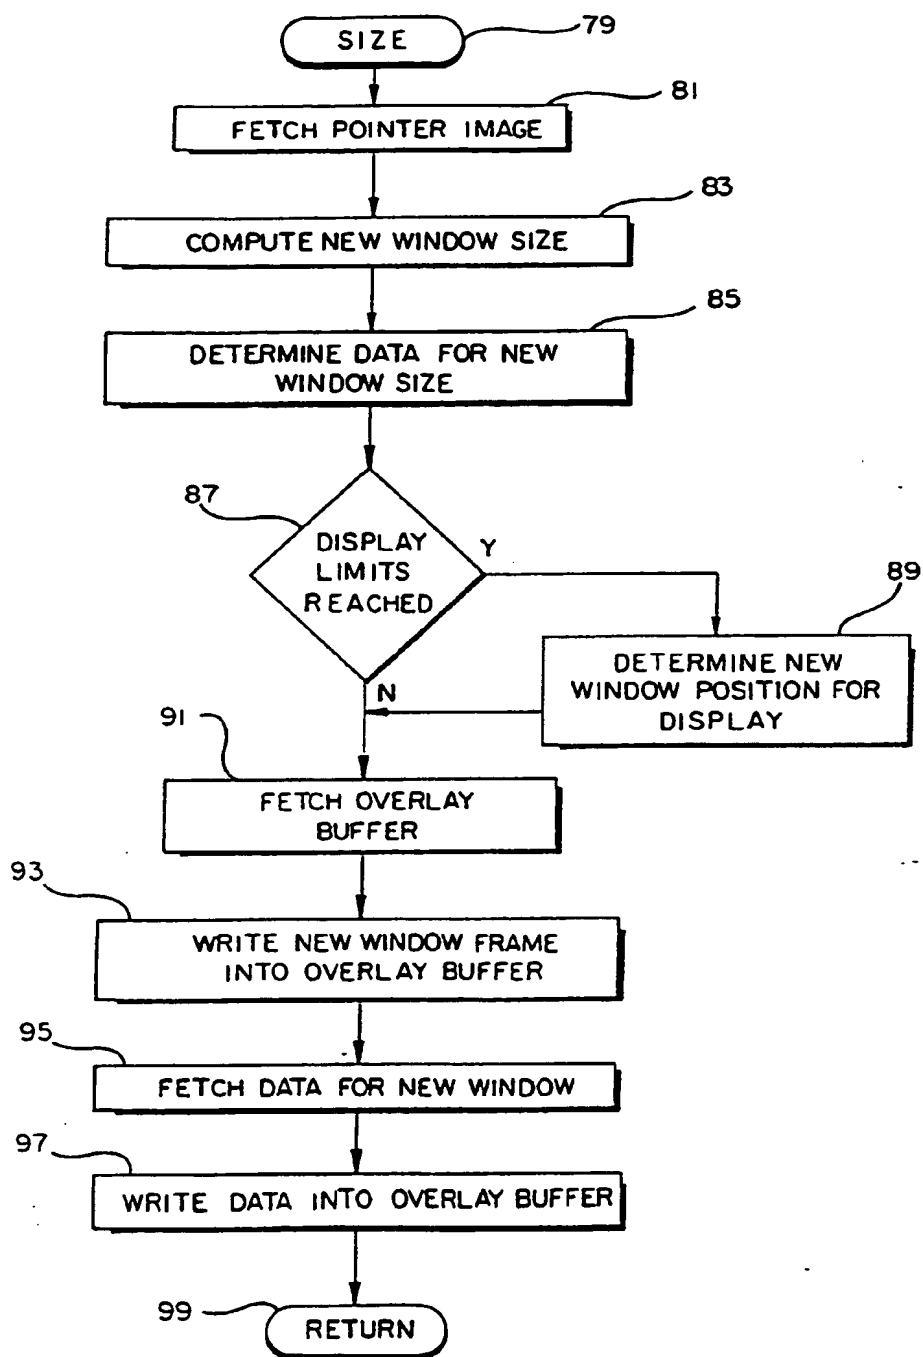 SIZE
79
81
FETCH POINTER IMAGE
83
COMPUTE NEW WINDOW SIZE
85
DETERMINE DATA FOR NEW
WINDOW SIZE
87
DISPLAY
LIMITS
REACHED
Y
N
89
DETERMINE NEW
WINDOW POSITION FOR
DISPLAY
91
FETCH OVERLAY
BUFFER
93
WRITE NEW WINDOW FRAME
INTO OVERLAY BUFFER
95
FETCH DATA FOR NEW WINDOW
97
WRITE DATA INTO OVERLAY BUFFER
99
RETURN